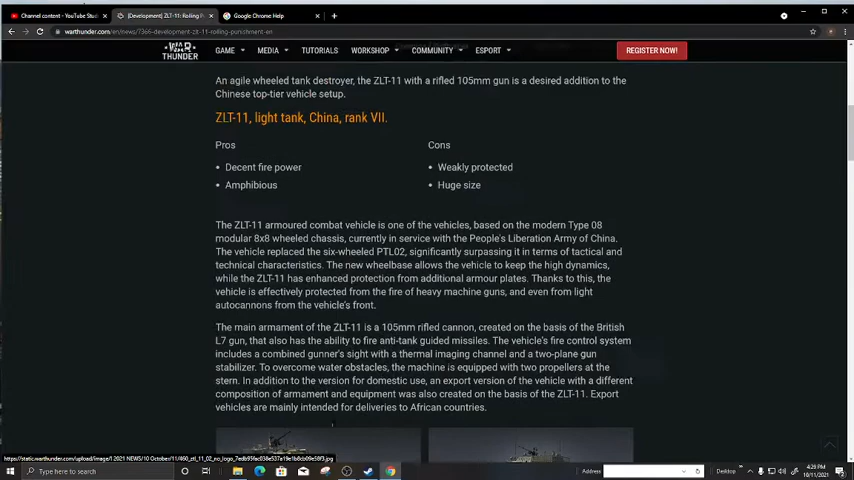 Channel content - YouTube Stud
[Development] ZLT-11: Rolling P
Google Chrome Help
warthunder.com/en/news/7366-development-zlt-11-rolling-punishment-en
WAR THUNDER
GAME
MEDIA
TUTORIALS
WORKSHOP
COMMUNITY
ESPORT
REGISTER NOW!
An agile wheeled tank destroyer, the ZLT-11 with a rifled 105mm gun is a desired addition to the
Chinese top-tier vehicle setup.
ZLT-11, light tank, China, rank VII.
Pros
Cons
• Decent fire power
• Weakly protected
• Amphibious
• Huge size
The ZLT-11 armoured combat vehicle is one of the vehicles, based on the modern Type 08
modular 8x8 wheeled chassis, currently in service with the People's Liberation Army of China.
The vehicle replaced the six-wheeled PTL02, significantly surpassing it in terms of tactical and
technical characteristics. The new wheelbase allows the vehicle to keep the high dynamics,
while the ZLT-11 has enhanced protection from additional armour plates. Thanks to this, the
vehicle is effectively protected from the fire of heavy machine guns, and even from light
autocannons from the vehicle's front.
The main armament of the ZLT-11 is a 105mm rifled cannon, created on the basis of the British
L7 gun, that also has the ability to fire anti-tank guided missiles. The vehicle's fire control system
includes a combined gunner's sight with a thermal imaging channel and a two-plane gun
stabilizer. To overcome water obstacles, the machine is equipped with two propellers at the
stern. In addition to the version for domestic use, an export version of the vehicle with a different
composition of armament and equipment was also created on the basis of the ZLT-11. Export
vehicles are mainly intended for deliveries to African countries.
Type here to search
Address
Desktop
4:26 PM
10/11/2021